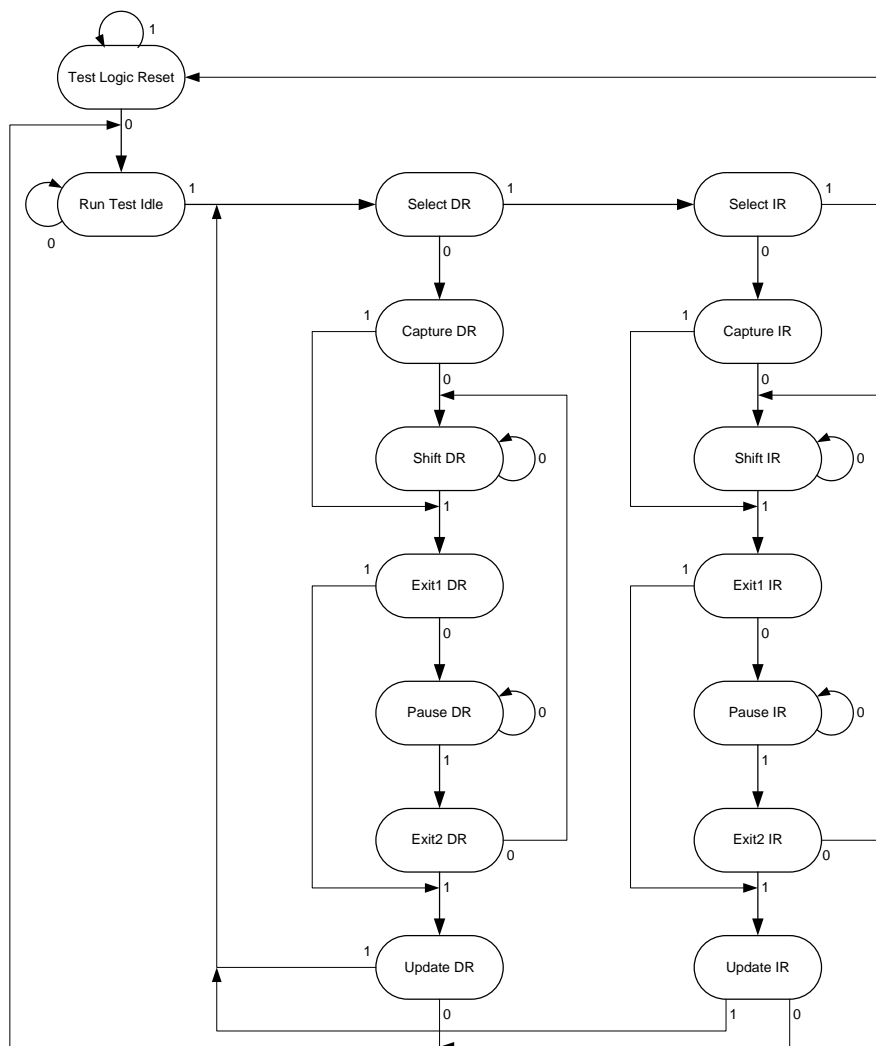 1
Test Logic Reset
0
Run Test Idle
1
0
Select DR
1
Select IR
1
0
0
1
Capture DR
1
Capture IR
0
0
Shift DR
0
Shift IR
0
1
1
1
Exit1 DR
1
Exit1 IR
0
0
Pause DR
0
Pause IR
0
1
1
Exit2 DR
0
Exit2 IR
0
1
1
1
Update DR
Update IR
0
1
0